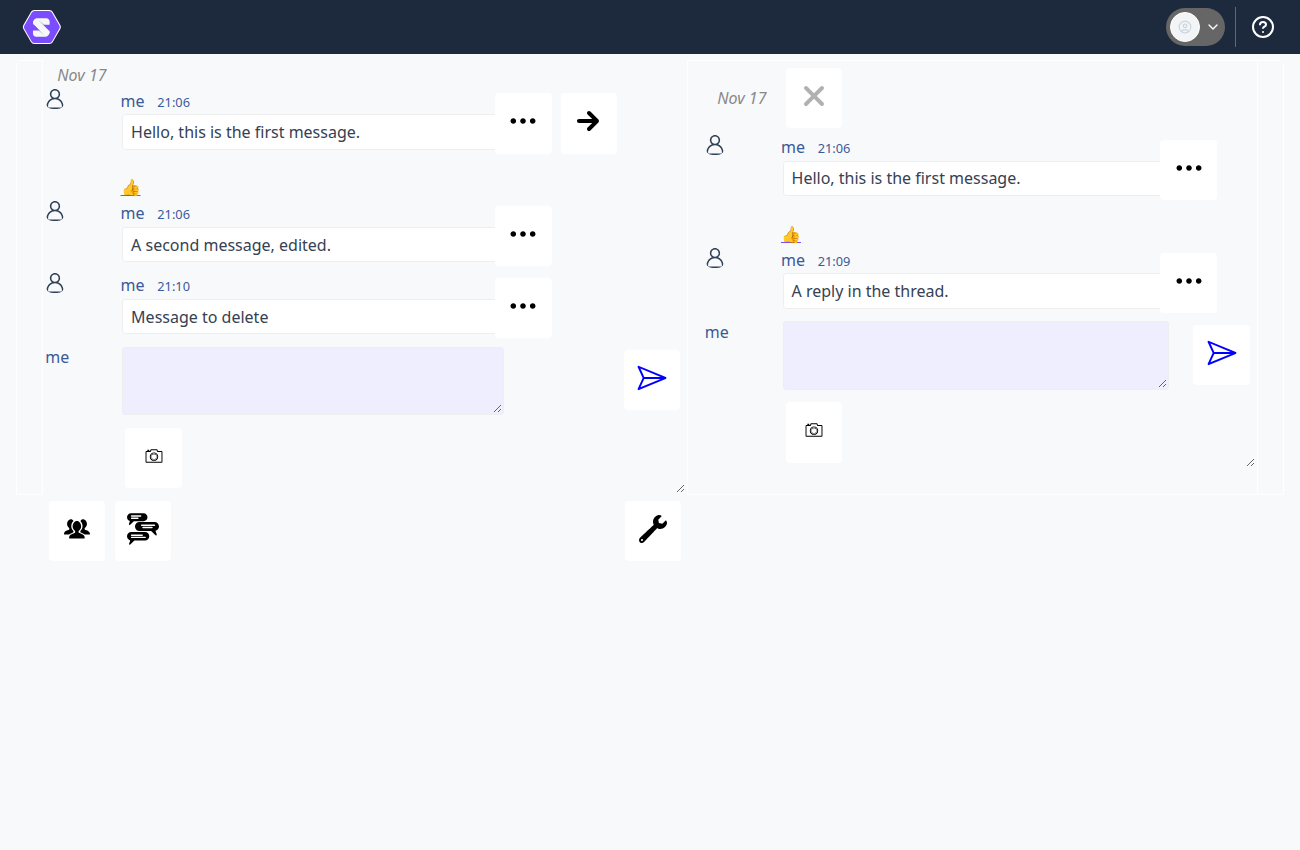 Nov 17
me 21:06
Hello, this is the first message.
👍
me 21:06
A second message, edited.
me 21:10
Message to delete
me
Nov 17
me 21:06
Hello, this is the first message.
👍
me 21:09
A reply in the thread.
me